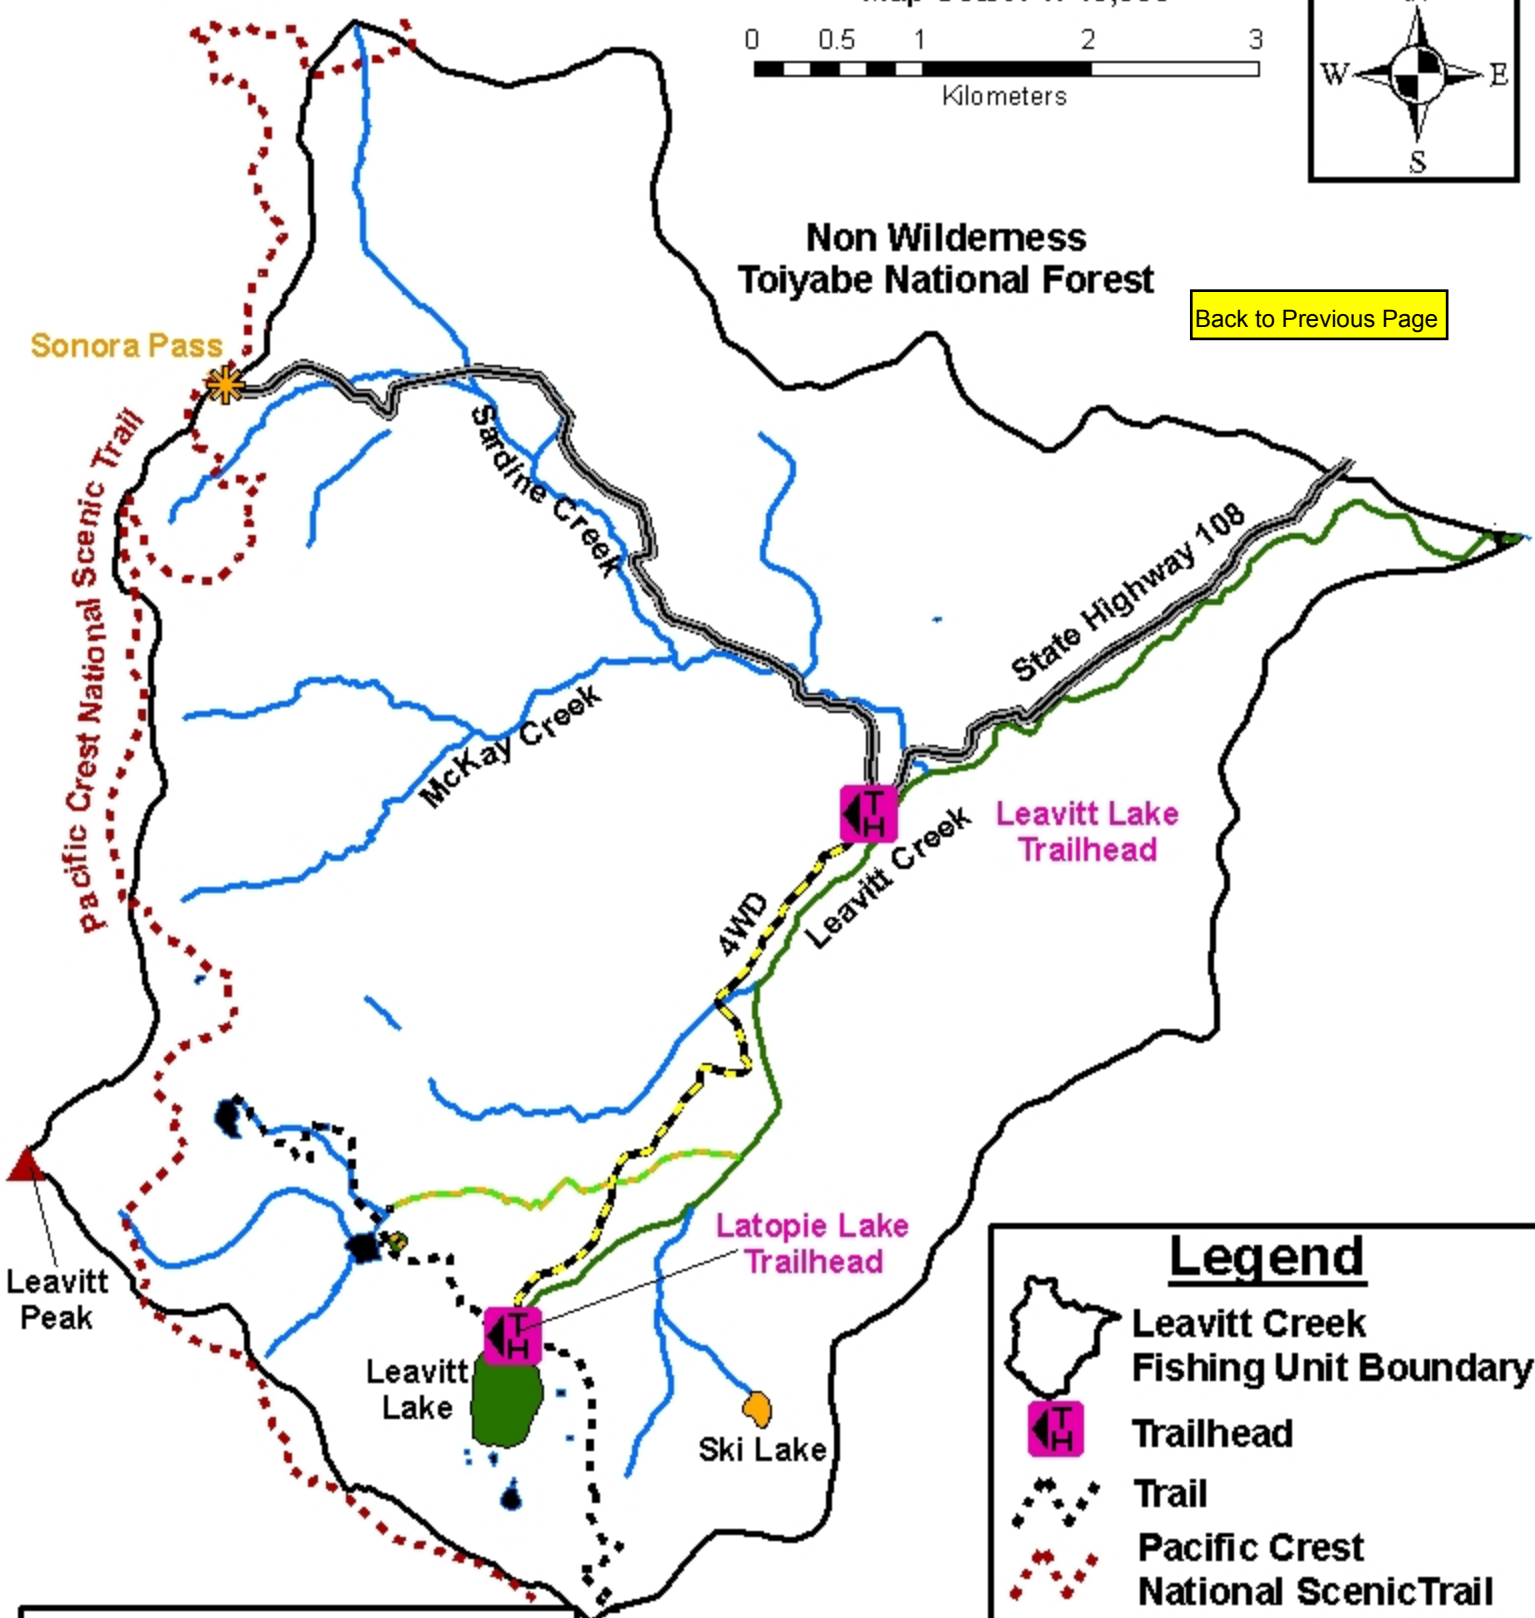 0 0.5 1 2 3
Kilometers
W E
S
Non Wilderness
Toiyabe National Forest
Back to Previous Page
Sonora Pass
Pacific Crest National Scenic Trail
Sardine Creek
State Highway 108
McKay Creek
T
H
Leavitt Lake
Trailhead
Leavitt Creek
4WD
Latopie Lake
Trailhead
Leavitt
Peak
T
H
Leavitt
Lake
Ski Lake
Legend
Leavitt Creek
Fishing Unit Boundary
T
H
Trailhead
Trail
Pacific Crest
National ScenicTrail